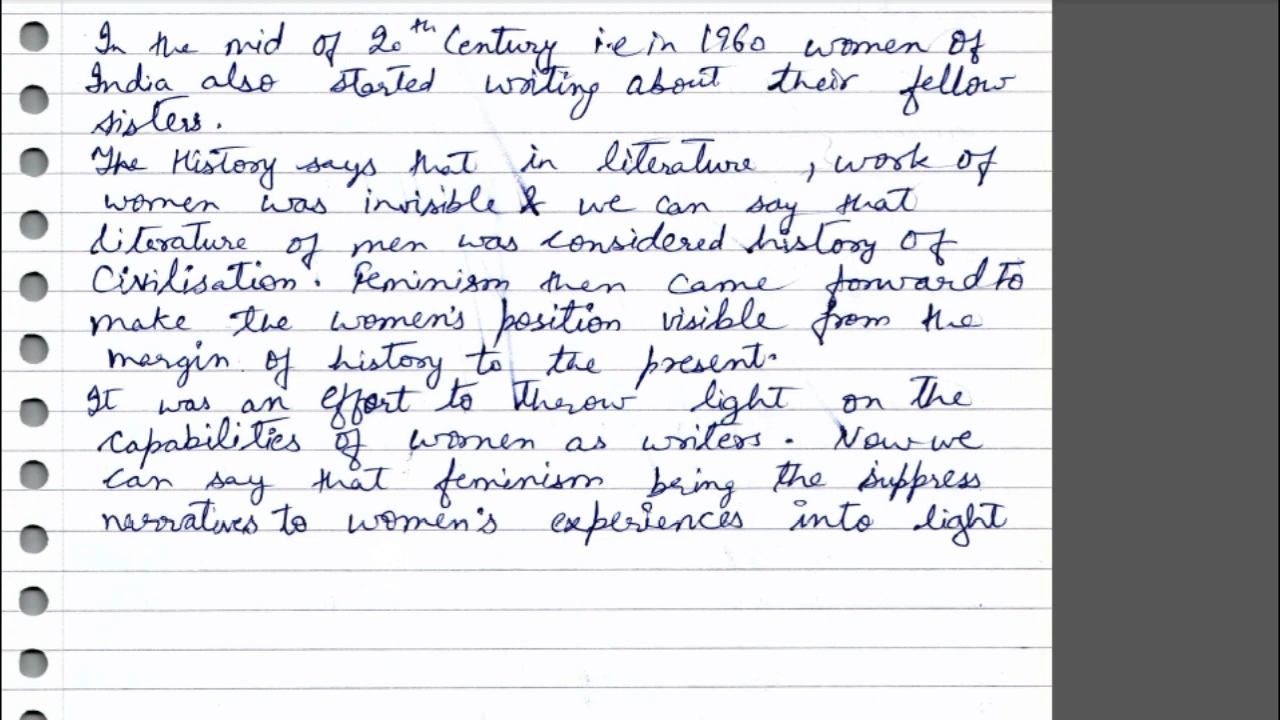 In the mid of 20th Century i.e in 1960 women of
India also started writing about their fellow
sisters.
The History says that in literature , work of
women was invisible & we can say that
literature of men was considered history of
Civilisation. Feminism then came forward to
make the women's position visible from the
margin of history to the present.
It was an effort to therow light on the
capabilities of women as writers. Now we
can say that feminism being the suppress
narratives to women's experiences into light